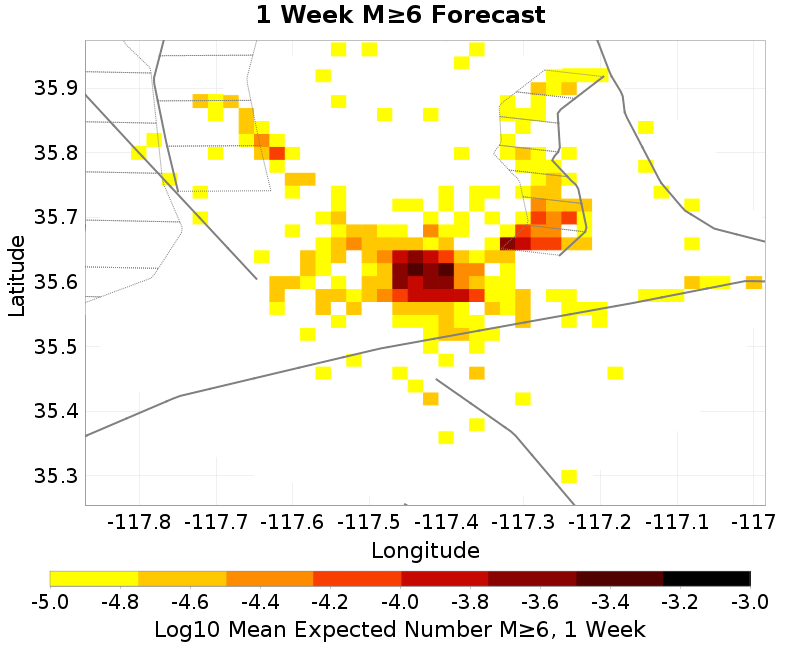 1 Week M≥6 Forecast
35.9
35.8
35.7
35.6
35.5
35.4
35.3
Latitude
-117.8 -117.7 -117.6 -117.5 -117.4 -117.3 -117.2 -117.1 -117
Longitude
-5.0 -4.8 -4.6 -4.4 -4.2 -4.0 -3.8 -3.6 -3.4 -3.2 -3.0
Log10 Mean Expected Number M≥6, 1 Week